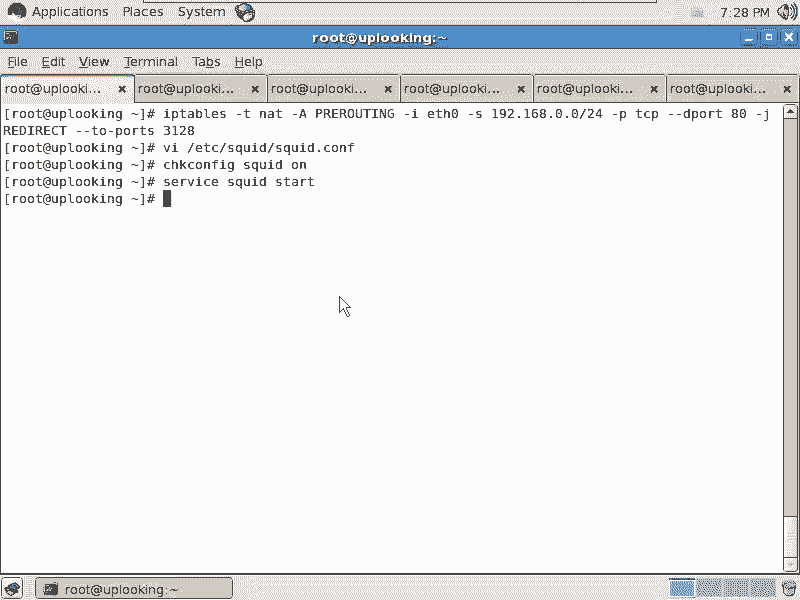 Applications Places System 7:28 PM
root@uplooking:~
File Edit View Terminal Tabs Help
root@uplooki... root@uplooki... root@uplooki... root@uplooki... root@uplooki... root@uplooki...
[root@uplooking ~]# iptables -t nat -A PREROUTING -i eth0 -s 192.168.0.0/24 -p tcp --dport 80 -j
REDIRECT --to-ports 3128
[root@uplooking ~]# vi /etc/squid/squid.conf
[root@uplooking ~]# chkconfig squid on
[root@uplooking ~]# service squid start
[root@uplooking ~]#
root@uplooking:~